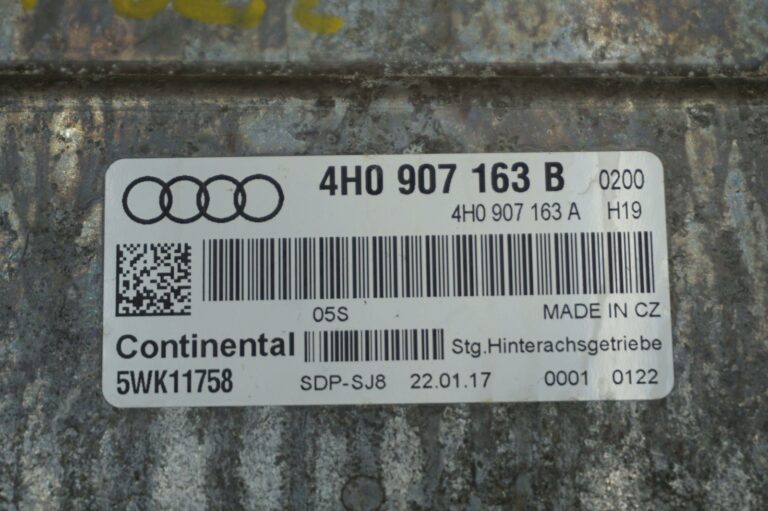 4H0 907 163 B 0200
4H0 907 163 A H19
05S MADE IN CZ
Continental Stg.Hinterachsgetriebe
5WK11758 SDP-SJ8 22.01.17 0001 0122